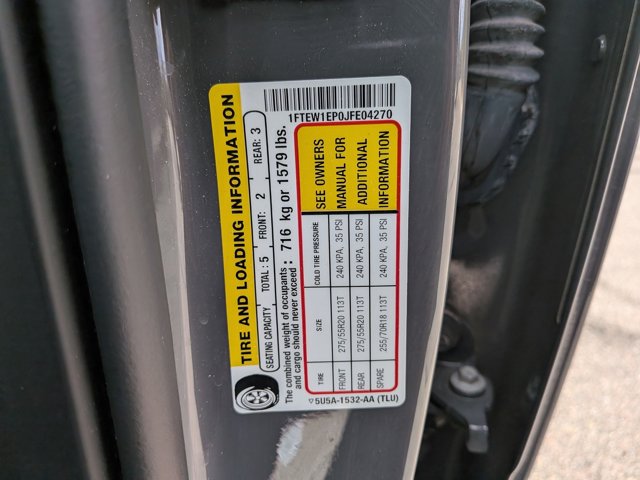 TIRE AND LOADING INFORMATION
SEATING CAPACITY TOTAL: 5 FRONT: 2 REAR: 3
The combined weight of occupants : 716 kg or 1579 lbs.
and cargo should never exceed
TIRE SIZE COLD TIRE PRESSURE SEE OWNERS
FRONT 275/55R20 113T 240 KPA, 35 PSI MANUAL FOR
REAR 275/55R20 113T 240 KPA, 35 PSI ADDITIONAL
SPARE 255/70R18 113T 240 KPA, 35 PSI INFORMATION
1FTEW1EP0JFE04270
▽5U5A-1532-AA (TLU)